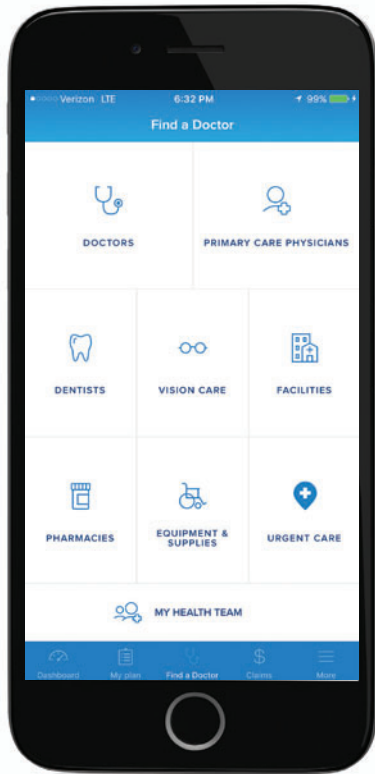 Verizon LTE 6:32 PM 99%
Find a Doctor
DOCTORS PRIMARY CARE PHYSICIANS
DENTISTS VISION CARE FACILITIES
PHARMACIES EQUIPMENT & SUPPLIES URGENT CARE
MY HEALTH TEAM
Dashboard My plan Find a Doctor Claims More